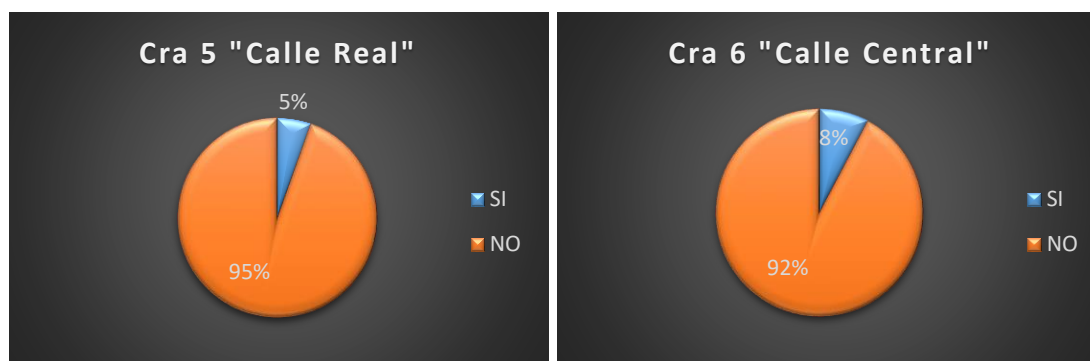 Cra 5 "Calle Real"
5%
SI
NO
95%
Cra 6 "Calle Central"
8%
SI
NO
92%